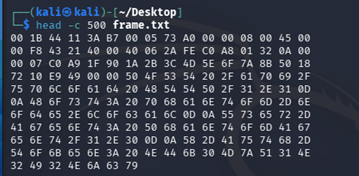 ┌──(kali㉿kali)-[~/Desktop]
└─$ head -c 500 frame.txt
00 1B 44 11 3A B7 00 05 73 A0 00 00 08 00 45 00
00 F8 43 21 40 00 40 06 2A FE C0 A8 01 32 0A 00
00 07 C0 A9 1F 90 1A 2B 3C 4D 5E 6F 7A 8B 50 18
72 10 E9 49 00 00 50 4F 53 54 20 2F 61 70 69 2F
75 70 6C 6F 61 64 20 48 54 54 50 2F 31 2E 31 0D
0A 48 6F 73 74 3A 20 70 68 61 6E 74 6F 6D 2D 6E
6F 64 65 2E 6C 6F 63 61 6C 0D 0A 55 73 65 72 2D
41 67 65 6E 74 3A 20 50 68 61 6E 74 6F 6D 41 67
65 6E 74 2F 31 2E 30 0D 0A 58 2D 41 75 74 68 2D
54 6F 6B 65 6E 3A 20 4E 44 6B 30 4D 7A 51 31 4E
32 49 32 4E 6A 63 79